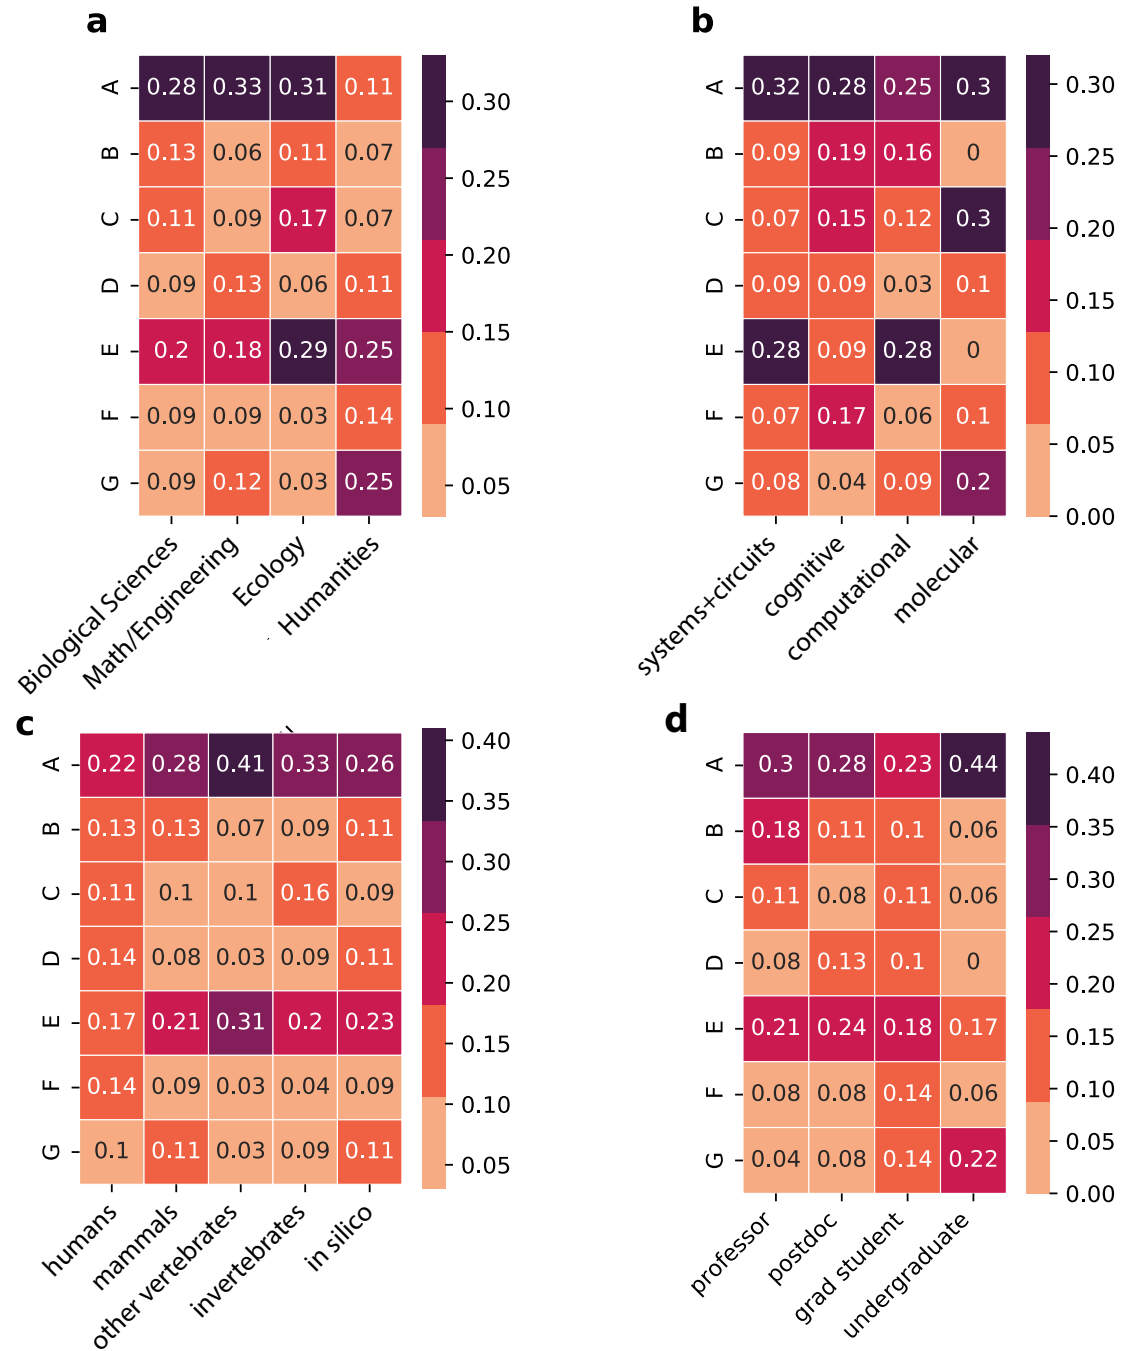 a
A 0.28 0.33 0.31 0.11
B 0.13 0.06 0.11 0.07
C 0.11 0.09 0.17 0.07
D 0.09 0.13 0.06 0.11
E 0.2 0.18 0.29 0.25
F 0.09 0.09 0.03 0.14
G 0.09 0.12 0.03 0.25
Biological Sciences
Math/Engineering
Ecology
Humanities
0.30
0.25
0.20
0.15
0.10
0.05
b
A 0.32 0.28 0.25 0.3
B 0.09 0.19 0.16 0
C 0.07 0.15 0.12 0.3
D 0.09 0.09 0.03 0.1
E 0.28 0.09 0.28 0
F 0.07 0.17 0.06 0.1
G 0.08 0.04 0.09 0.2
systems+circuits
cognitive
computational
molecular
0.30
0.25
0.20
0.15
0.10
0.05
0.00
c
A 0.22 0.28 0.41 0.33 0.26
B 0.13 0.13 0.07 0.09 0.11
C 0.11 0.1 0.1 0.16 0.09
D 0.14 0.08 0.03 0.09 0.11
E 0.17 0.21 0.31 0.2 0.23
F 0.14 0.09 0.03 0.04 0.09
G 0.1 0.11 0.03 0.09 0.11
humans
mammals
other vertebrates
invertebrates
in silico
0.40
0.35
0.30
0.25
0.20
0.15
0.10
0.05
d
A 0.3 0.28 0.23 0.44
B 0.18 0.11 0.1 0.06
C 0.11 0.08 0.11 0.06
D 0.08 0.13 0.1 0
E 0.21 0.24 0.18 0.17
F 0.08 0.08 0.14 0.06
G 0.04 0.08 0.14 0.22
professor
postdoc
grad student
undergraduate
0.40
0.35
0.30
0.25
0.20
0.15
0.10
0.05
0.00